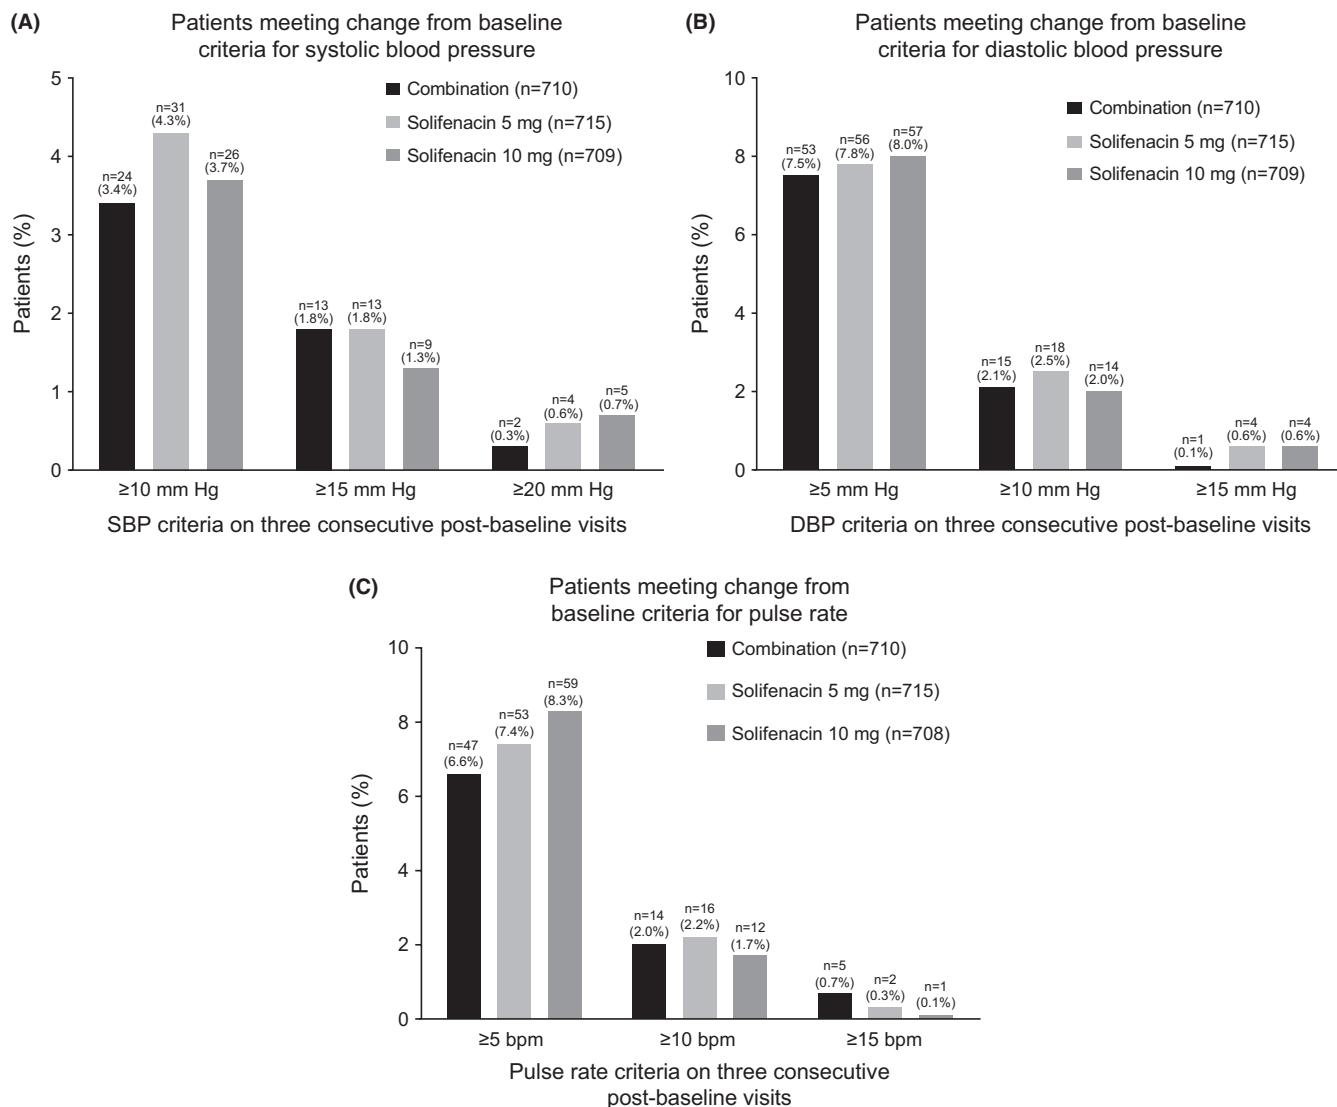 (A)
Patients meeting change from baseline
criteria for systolic blood pressure
5
4
3
2
1
0
Patients (%)
Combination (n=710)
Solifenacin 5 mg (n=715)
Solifenacin 10 mg (n=709)
n=24
(3.4%)
n=31
(4.3%)
n=26
(3.7%)
n=13
(1.8%)
n=13
(1.8%)
n=9
(1.3%)
n=2
(0.3%)
n=4
(0.6%)
n=5
(0.7%)
≥10 mm Hg
≥15 mm Hg
≥20 mm Hg
SBP criteria on three consecutive post-baseline visits
(B)
Patients meeting change from baseline
criteria for diastolic blood pressure
10
8
6
4
2
0
Patients (%)
Combination (n=710)
Solifenacin 5 mg (n=715)
Solifenacin 10 mg (n=709)
n=53
(7.5%)
n=56
(7.8%)
n=57
(8.0%)
n=15
(2.1%)
n=18
(2.5%)
n=14
(2.0%)
n=1
(0.1%)
n=4
(0.6%)
n=4
(0.6%)
≥5 mm Hg
≥10 mm Hg
≥15 mm Hg
DBP criteria on three consecutive post-baseline visits
(C)
Patients meeting change from
baseline criteria for pulse rate
10
8
6
4
2
0
Patients (%)
Combination (n=710)
Solifenacin 5 mg (n=715)
Solifenacin 10 mg (n=708)
n=47
(6.6%)
n=53
(7.4%)
n=59
(8.3%)
n=14
(2.0%)
n=16
(2.2%)
n=12
(1.7%)
n=5
(0.7%)
n=2
(0.3%)
n=1
(0.1%)
≥5 bpm
≥10 bpm
≥15 bpm
Pulse rate criteria on three consecutive
post-baseline visits